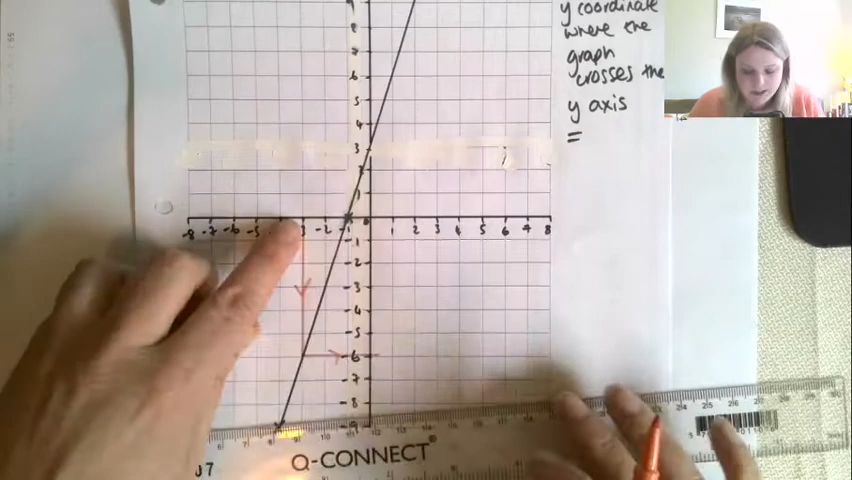 y coordinate
where the
graph
crosses the
y axis
=
8
7
6
5
4
3
2
1
-8 -7 -6 -5 -3 -2 -1 0 1 2 3 4 5 6 7 8
-1
-2
-3
-4
-5
-6
-7
-8
-9
Q-CONNECT®